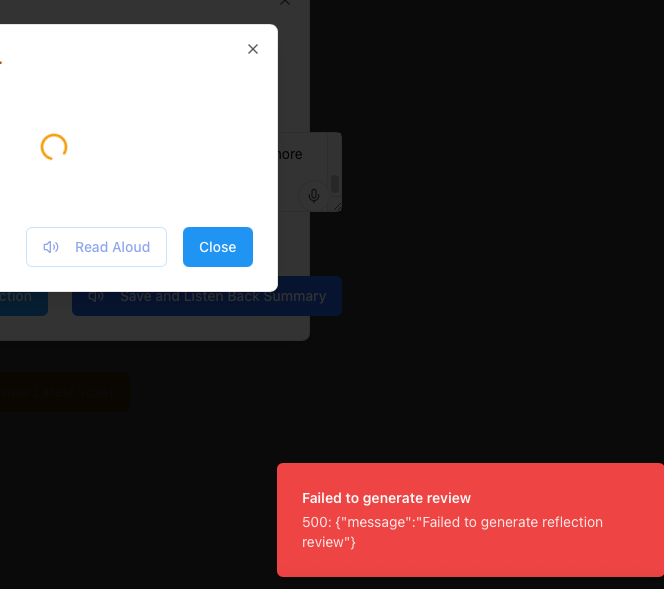 more
Read Aloud
Close
ction
Save and Listen Back Summary
Failed to generate review
500: {"message":"Failed to generate reflection
review"}